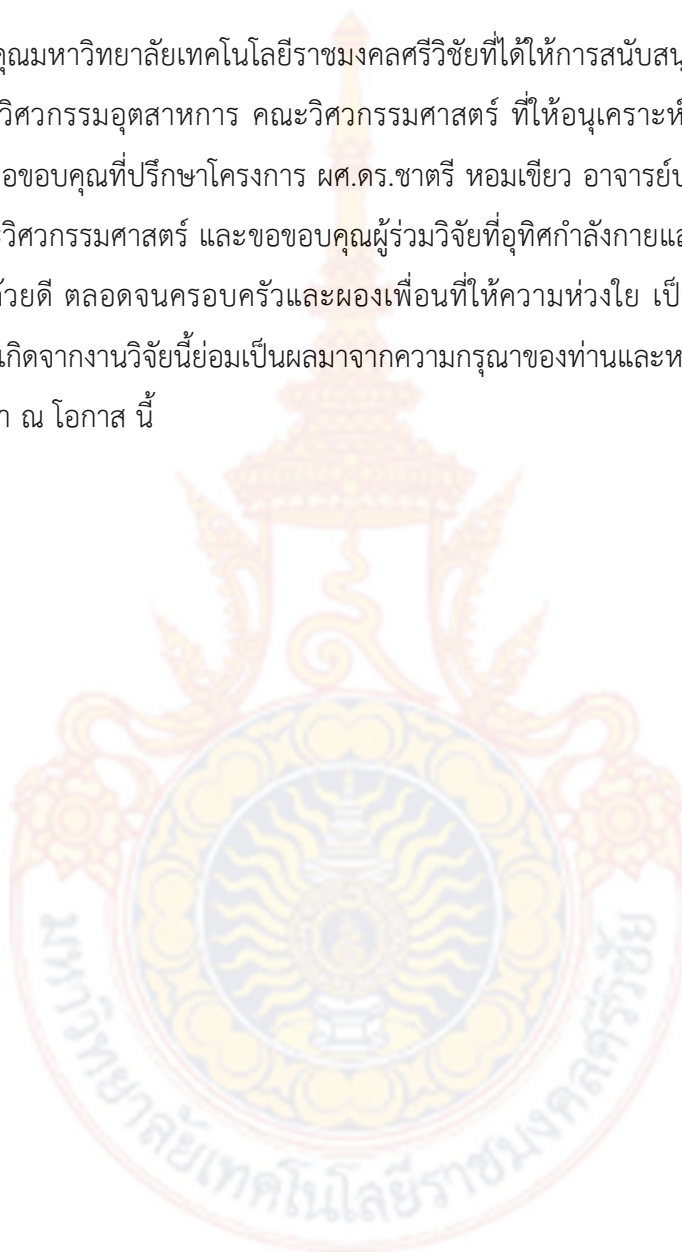 คุณมหาวิทยาลัยเทคโนโลยีราชมงคลศรีวิชัยที่ได้ให้การสนับสนุ
วิศวกรรมอุตสาหการ คณะวิศวกรรมศาสตร์ ที่ให้อนุเคราะห์
อขอบคุณที่ปรึกษาโครงการ ผศ.ดร.ชาตรี หอมเขียว อาจารย์
ะวิศวกรรมศาสตร์ และขอขอบคุณผู้ร่วมวิจัยที่อุทิศกำลังกายแล
ด้วยดี ตลอดจนครอบครัวและผองเพื่อนที่ให้ความห่วงใย เป็
เกิดจากงานวิจัยนี้ย่อมเป็นผลมาจากความกรุณาของท่านและห
ณ โอกาส นี้
มหาวิทยาลัยเทคโนโลยีราชมงคลศรีวิชัย